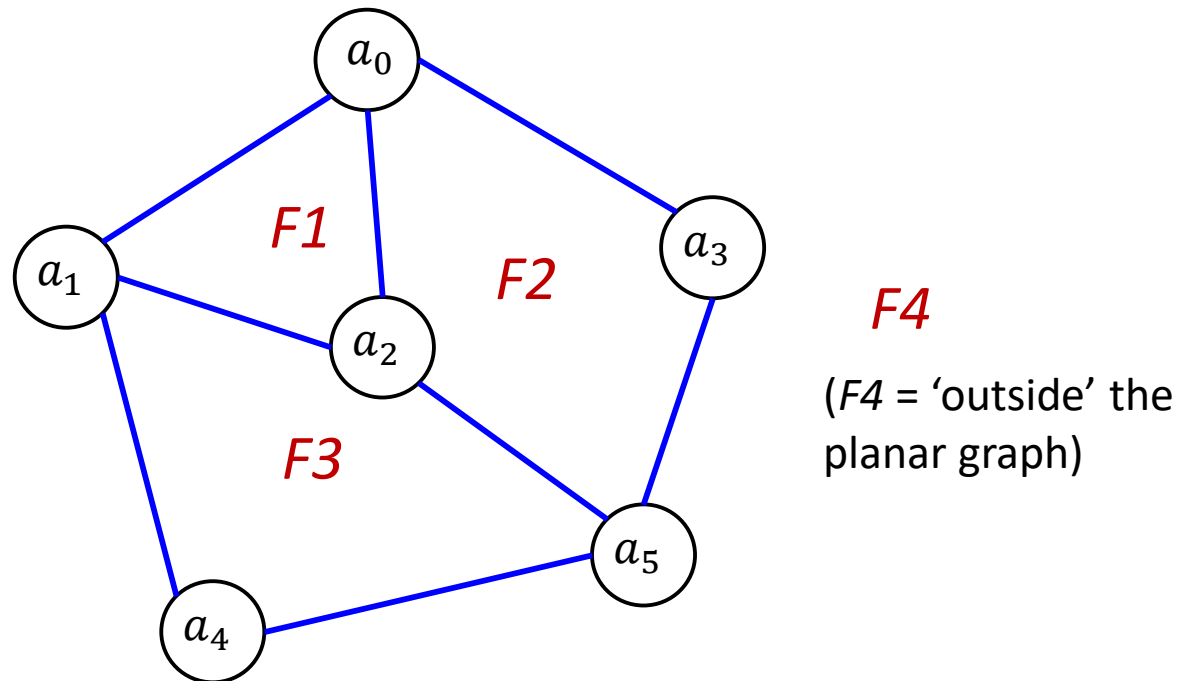 a₀
F1
a₁
F2
a₃
a₂
F4
(F4 = ‘outside’ the
planar graph)
F3
a₅
a₄